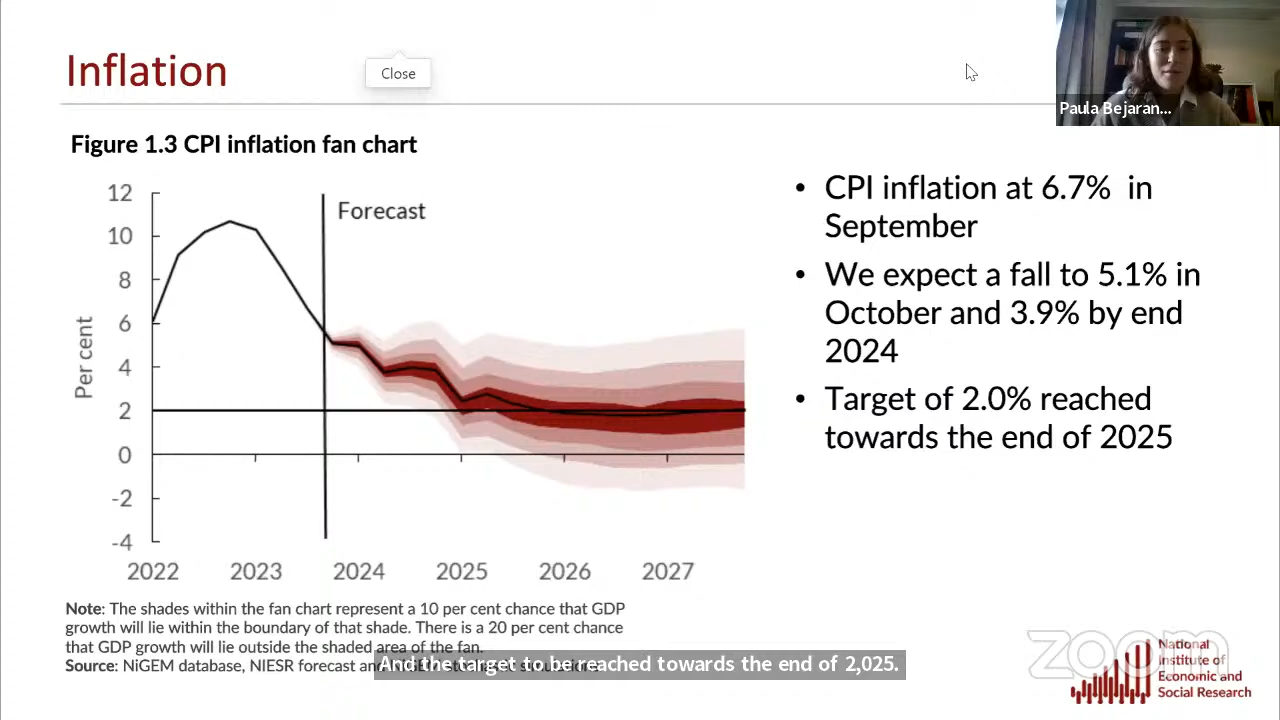 Inflation
Close
Paula Bejaran...
Figure 1.3 CPI inflation fan chart
12
10
8
6
4
2
0
-2
-4
Per cent
Forecast
2022 2023 2024 2025 2026 2027
• CPI inflation at 6.7% in
September
• We expect a fall to 5.1% in
October and 3.9% by end
2024
• Target of 2.0% reached
towards the end of 2025
Note: The shades within the fan chart represent a 10 per cent chance that GDP
growth will lie within the boundary of that shade. There is a 20 per cent chance
that GDP growth will lie outside the shaded area of the fan.
Source: NiGEM database, NIESR forecast
And the target to be reached towards the end of 2,025.
zoom
National
Institute of
Economic and
Social Research